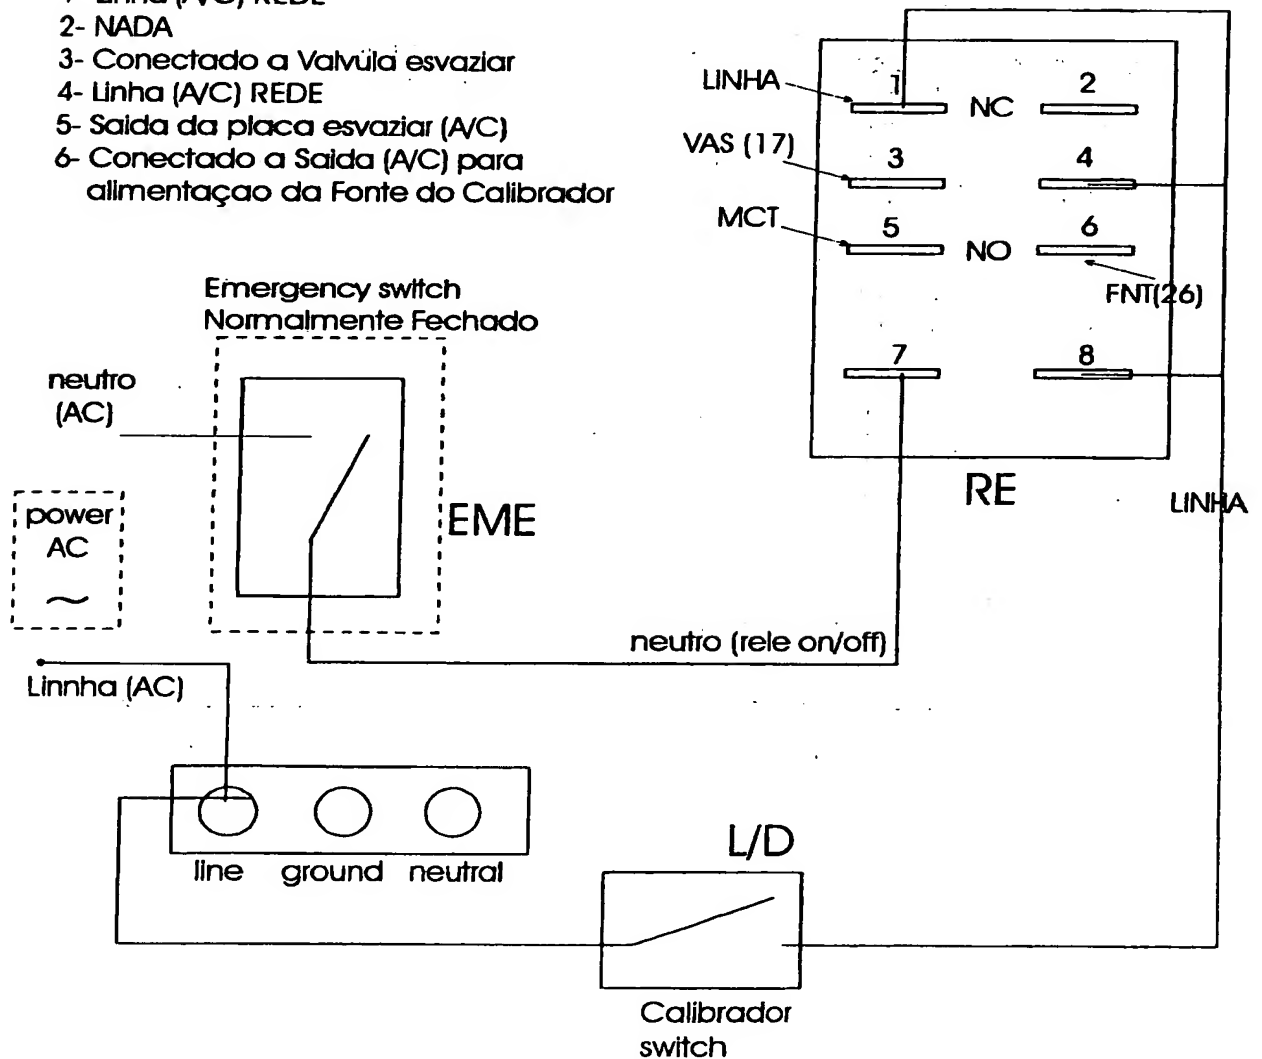 2- NADA
3- Conectado a Valvula esvaziar
4- Linha (A/C) REDE
5- Saida da placa esvaziar (A/C)
6- Conectado a Saida (A/C) para
alimentaçao da Fonte do Calibrador
LINHA
1
NC
2
VAS (17)
3
4
MCT
5
NO
6
FNT(26)
7
8
RE
LINHA
Emergency switch
Normalmente Fechado
neutro
(AC)
EME
power
AC
~
neutro (rele on/off)
Linnha (AC)
line
ground
neutral
L/D
Calibrador
switch